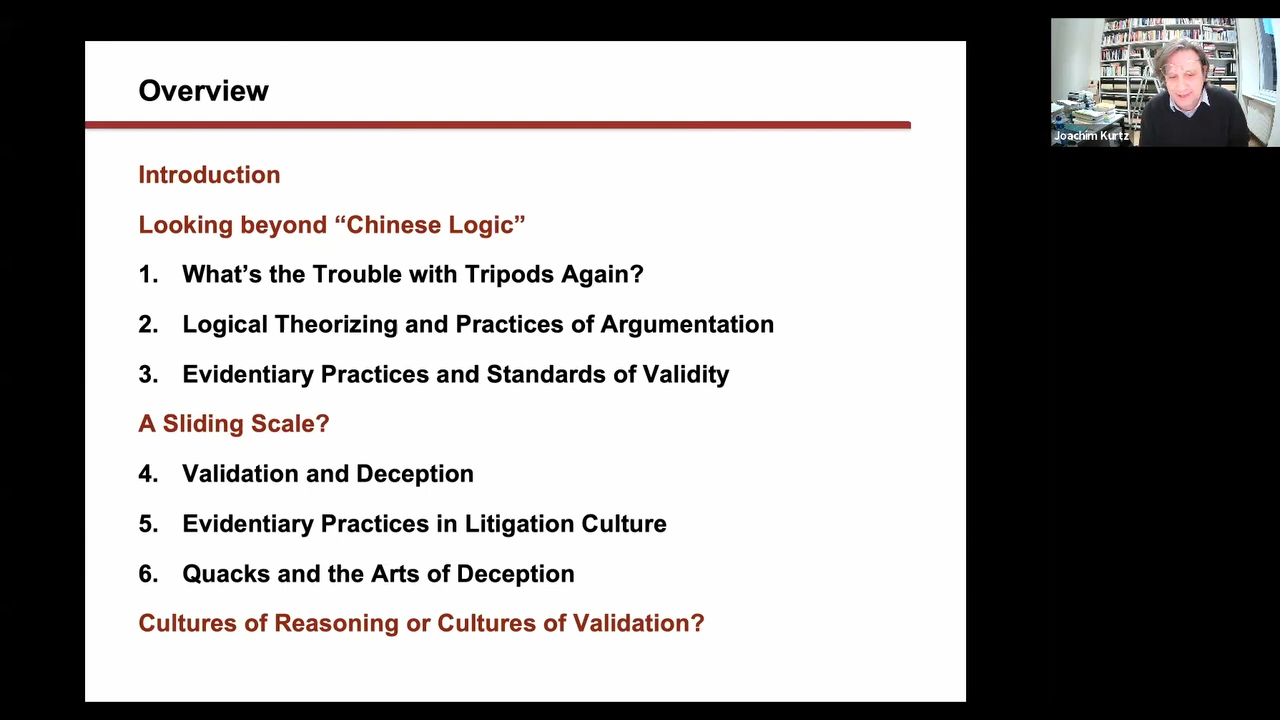 Overview
Introduction
Looking beyond “Chinese Logic”
1. What’s the Trouble with Tripods Again?
2. Logical Theorizing and Practices of Argumentation
3. Evidentiary Practices and Standards of Validity
A Sliding Scale?
4. Validation and Deception
5. Evidentiary Practices in Litigation Culture
6. Quacks and the Arts of Deception
Cultures of Reasoning or Cultures of Validation?
Joachim Kurtz